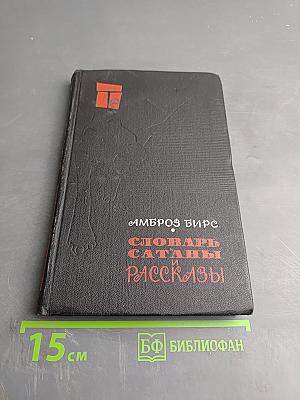 АМБРОЗ БИРС
СЛОВАРЬ
САТАНЫ
И
РАССКАЗЫ
15 см
БФ БИБЛИОФАН